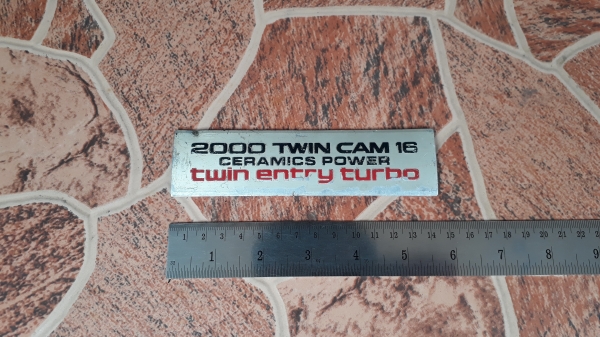 2000 TWIN CAM 16
CERAMICS POWER
twin entry turbo
1 2 3 4 5 6 7 8 9 10 11 12 13 14 15 16 17 18 19 20 21 22
1 2 3 4 5 6 7 8 9